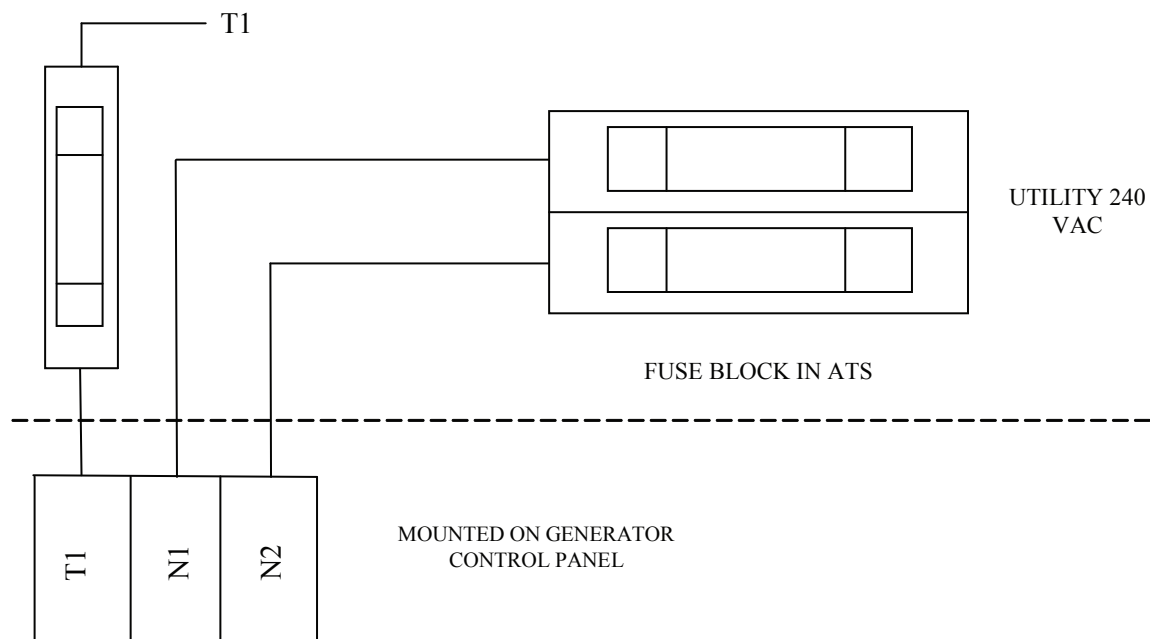 T1
UTILITY 240
VAC
FUSE BLOCK IN ATS
T1
N1
N2
MOUNTED ON GENERATOR
CONTROL PANEL